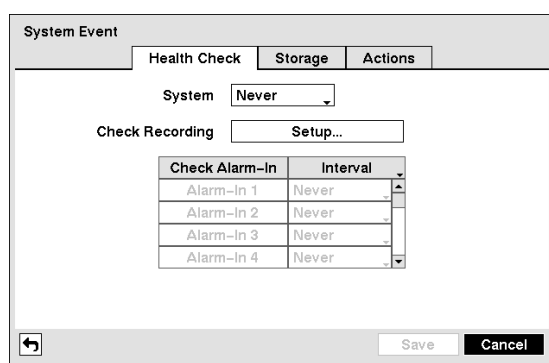 System Event
Health Check Storage Actions
System Never
Check Recording Setup...
Check Alarm-In Interval
Alarm-In 1 Never
Alarm-In 2 Never
Alarm-In 3 Never
Alarm-In 4 Never
Save Cancel